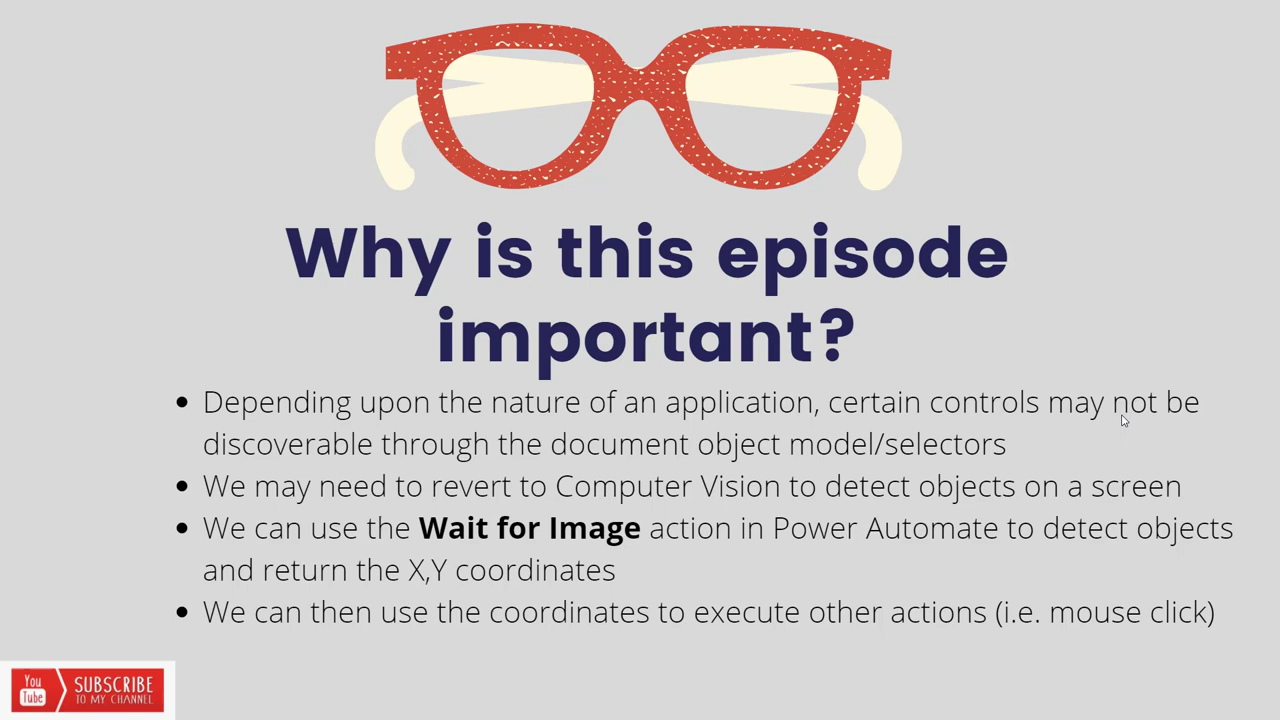 Why is this episode
important?
• Depending upon the nature of an application, certain controls may not be
discoverable through the document object model/selectors
• We may need to revert to Computer Vision to detect objects on a screen
• We can use the Wait for Image action in Power Automate to detect objects
and return the X,Y coordinates
• We can then use the coordinates to execute other actions (i.e. mouse click)
You
Tube
SUBSCRIBE
TO MY CHANNEL